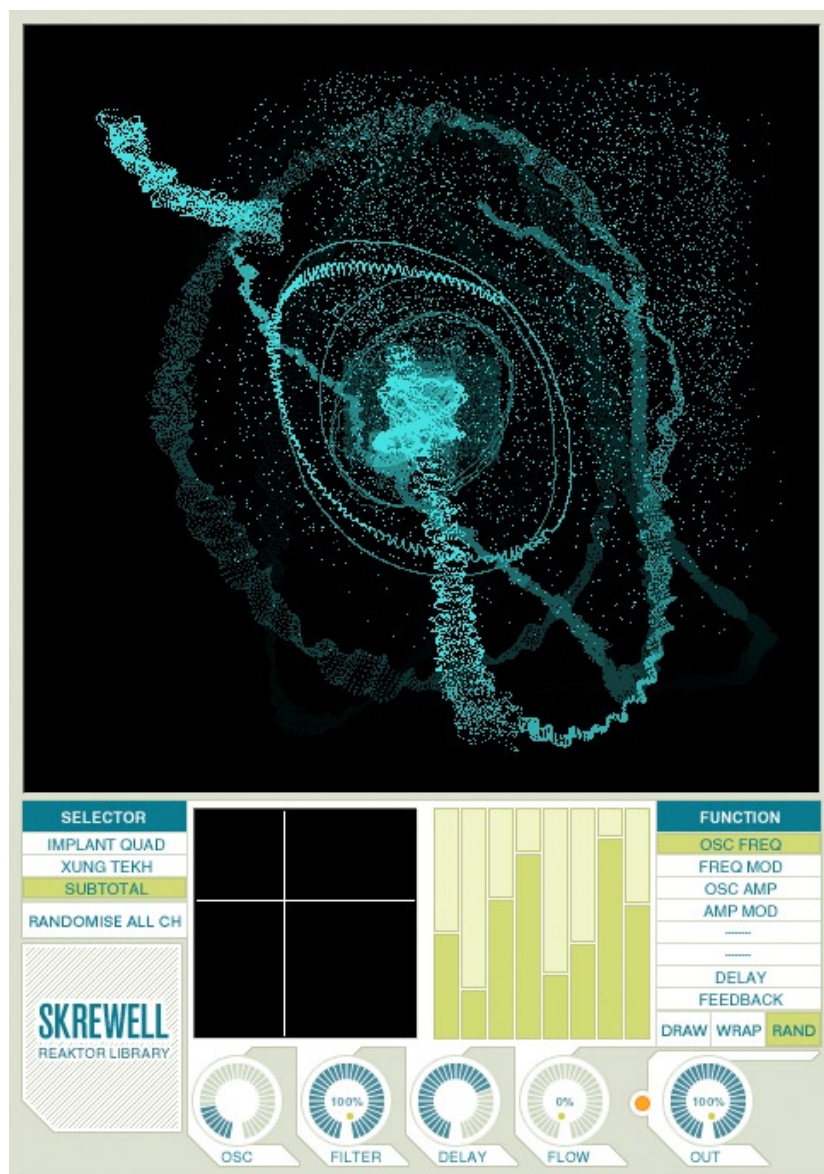 SELECTOR
IMPLANT QUAD
XUNG TEKH
SUBTOTAL
RANDOMISE ALL CH
SKREWELL
REAKTOR LIBRARY
FUNCTION
OSC FREQ
FREQ MOD
OSC AMP
AMP MOD
--------
--------
DELAY
FEEDBACK
DRAW WRAP RAND
100% 0% 100%
OSC FILTER DELAY FLOW OUT